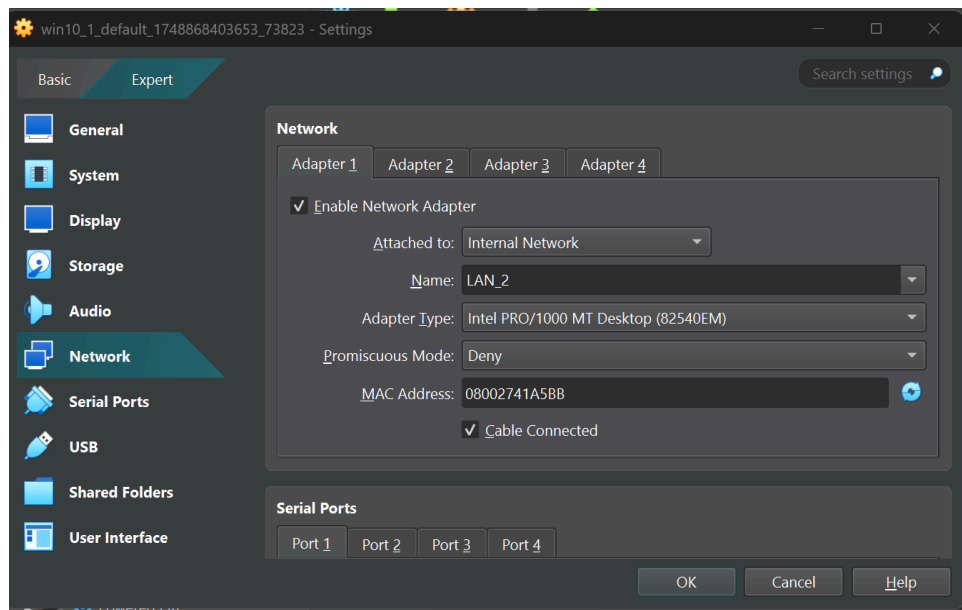 win10_1_default_1748868403653_73823 - Settings
Basic
Expert
Search settings
General
System
Display
Storage
Audio
Network
Serial Ports
USB
Shared Folders
User Interface
Network
Adapter 1 Adapter 2 Adapter 3 Adapter 4
Enable Network Adapter
Attached to: Internal Network
Name: LAN_2
Adapter Type: Intel PRO/1000 MT Desktop (82540EM)
Promiscuous Mode: Deny
MAC Address: 08002741A5BB
Cable Connected
Serial Ports
Port 1 Port 2 Port 3 Port 4
OK Cancel Help